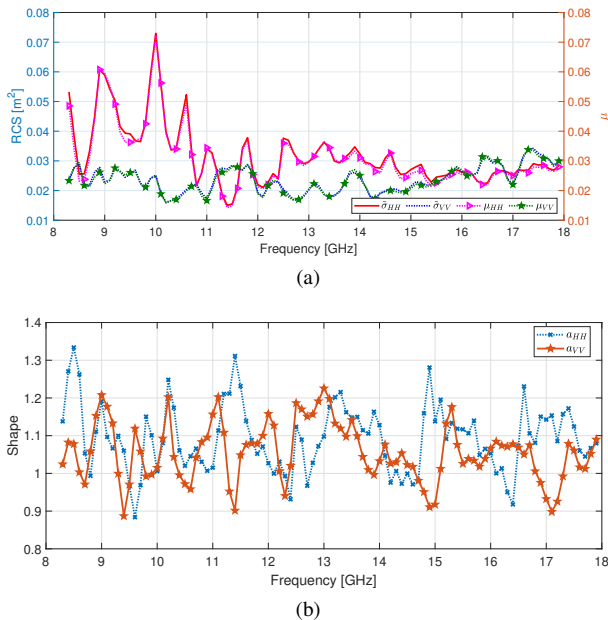 0.08 0.08
0.07 0.07
0.06 0.06
0.05 0.05
0.04 0.04
0.03 0.03
0.02 0.02
0.01 0.01
RCS [m²]
μ
8 9 10 11 12 13 14 15 16 17 18
Frequency [GHz]
σ̃HH σ̃VV μHH μVV
(a)
1.4
1.3
1.2
1.1
1
0.9
0.8
Shape
aHH
aVV
8 9 10 11 12 13 14 15 16 17 18
Frequency [GHz]
(b)